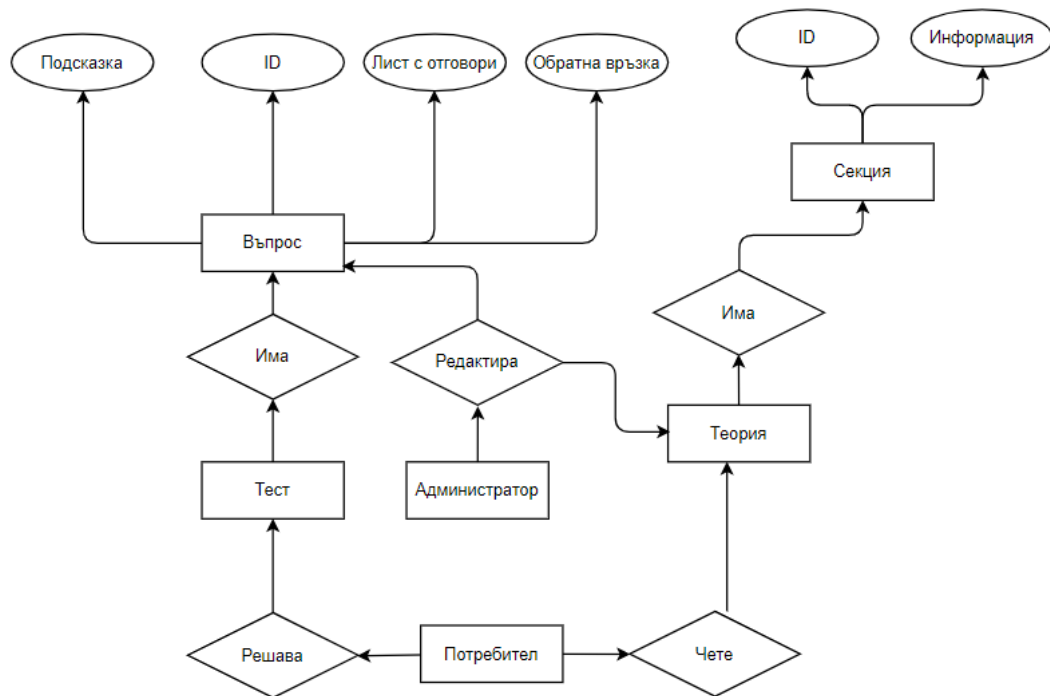 ID
Информация
Подсказка
ID
Лист с отговори
Обратна връзка
Секция
Въпрос
Има
Има
Редактира
Теория
Тест
Администратор
Решава
Потребител
Чете